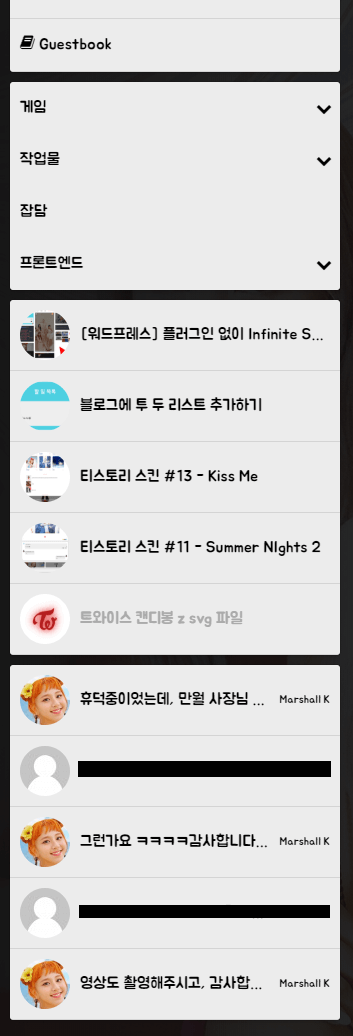 Guestbook
게임
작업물
잡담
프론트엔드
[워드프레스] 플러그인 없이 Infinite S...
블로그에 투 두 리스트 추가하기
티스토리 스킨 #13 - Kiss Me
티스토리 스킨 #11 - Summer NIghts 2
트와이스 캔디봉 z svg 파일
휴덕중이었는데, 만월 사장님 ... Marshall K
그런가요 ㅋㅋㅋㅋ감사합니다... Marshall K
영상도 촬영해주시고, 감사합... Marshall K